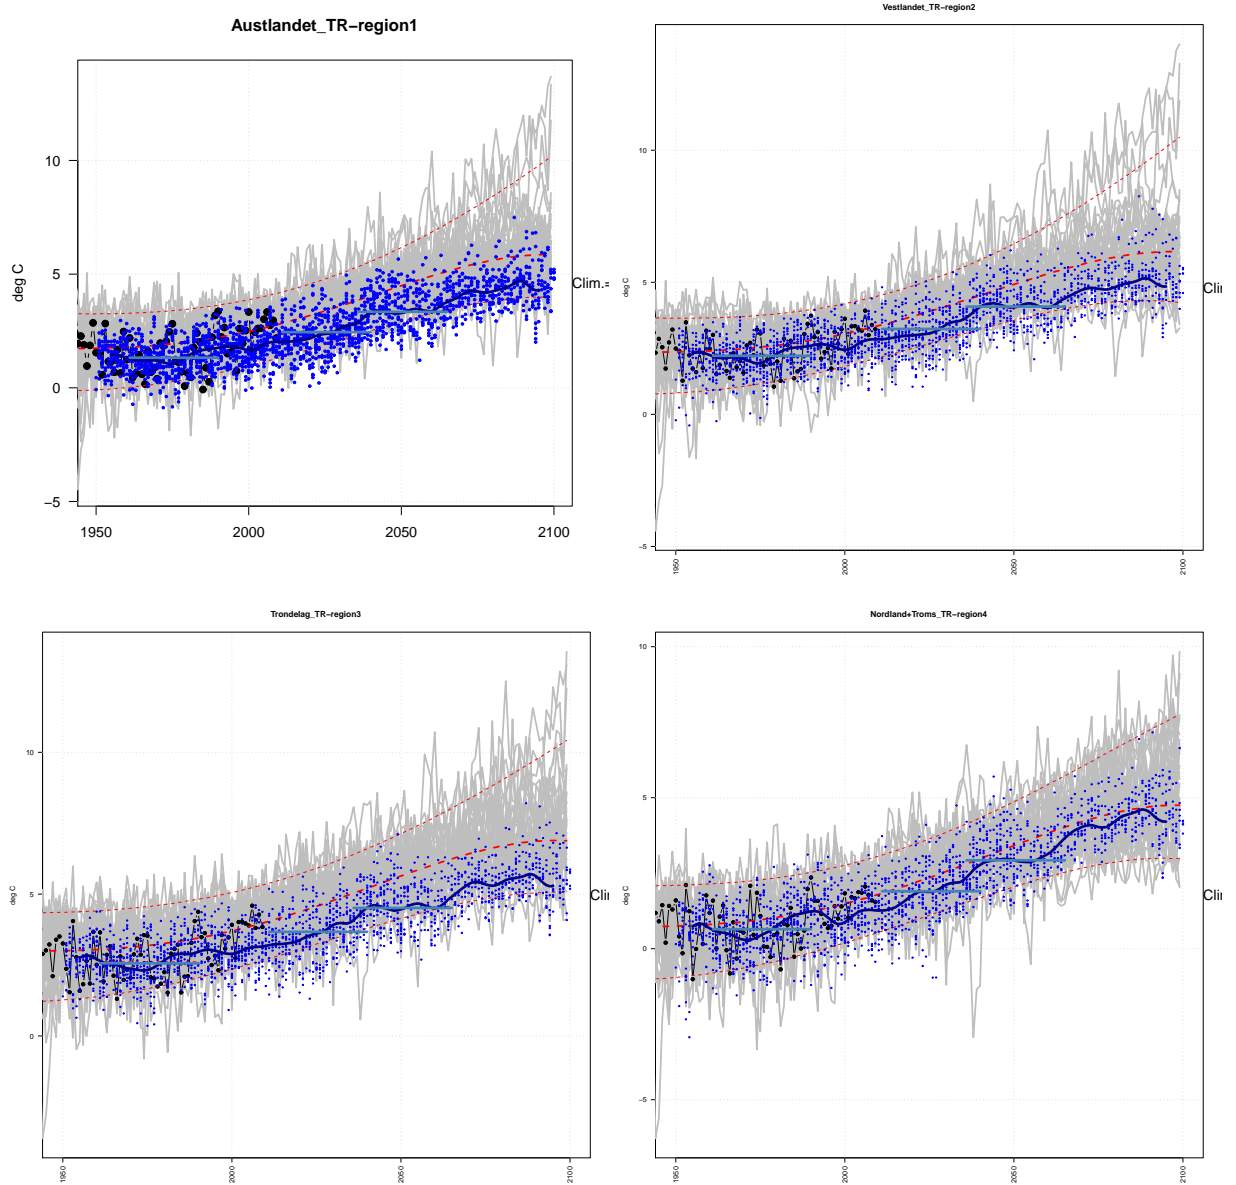 Austlandet_TR−region1
deg C
10
5
0
−5
1950
2000
2050
2100
Clim.=
Vestlandet_TR−region2
deg C
10
5
0
−5
1950
2000
2050
2100
Cli
Trondelag_TR−region3
deg C
10
5
0
1950
2000
2050
2100
Cli
Nordland+Troms_TR−region4
deg C
10
5
0
−5
1950
2000
2050
2100
Cli